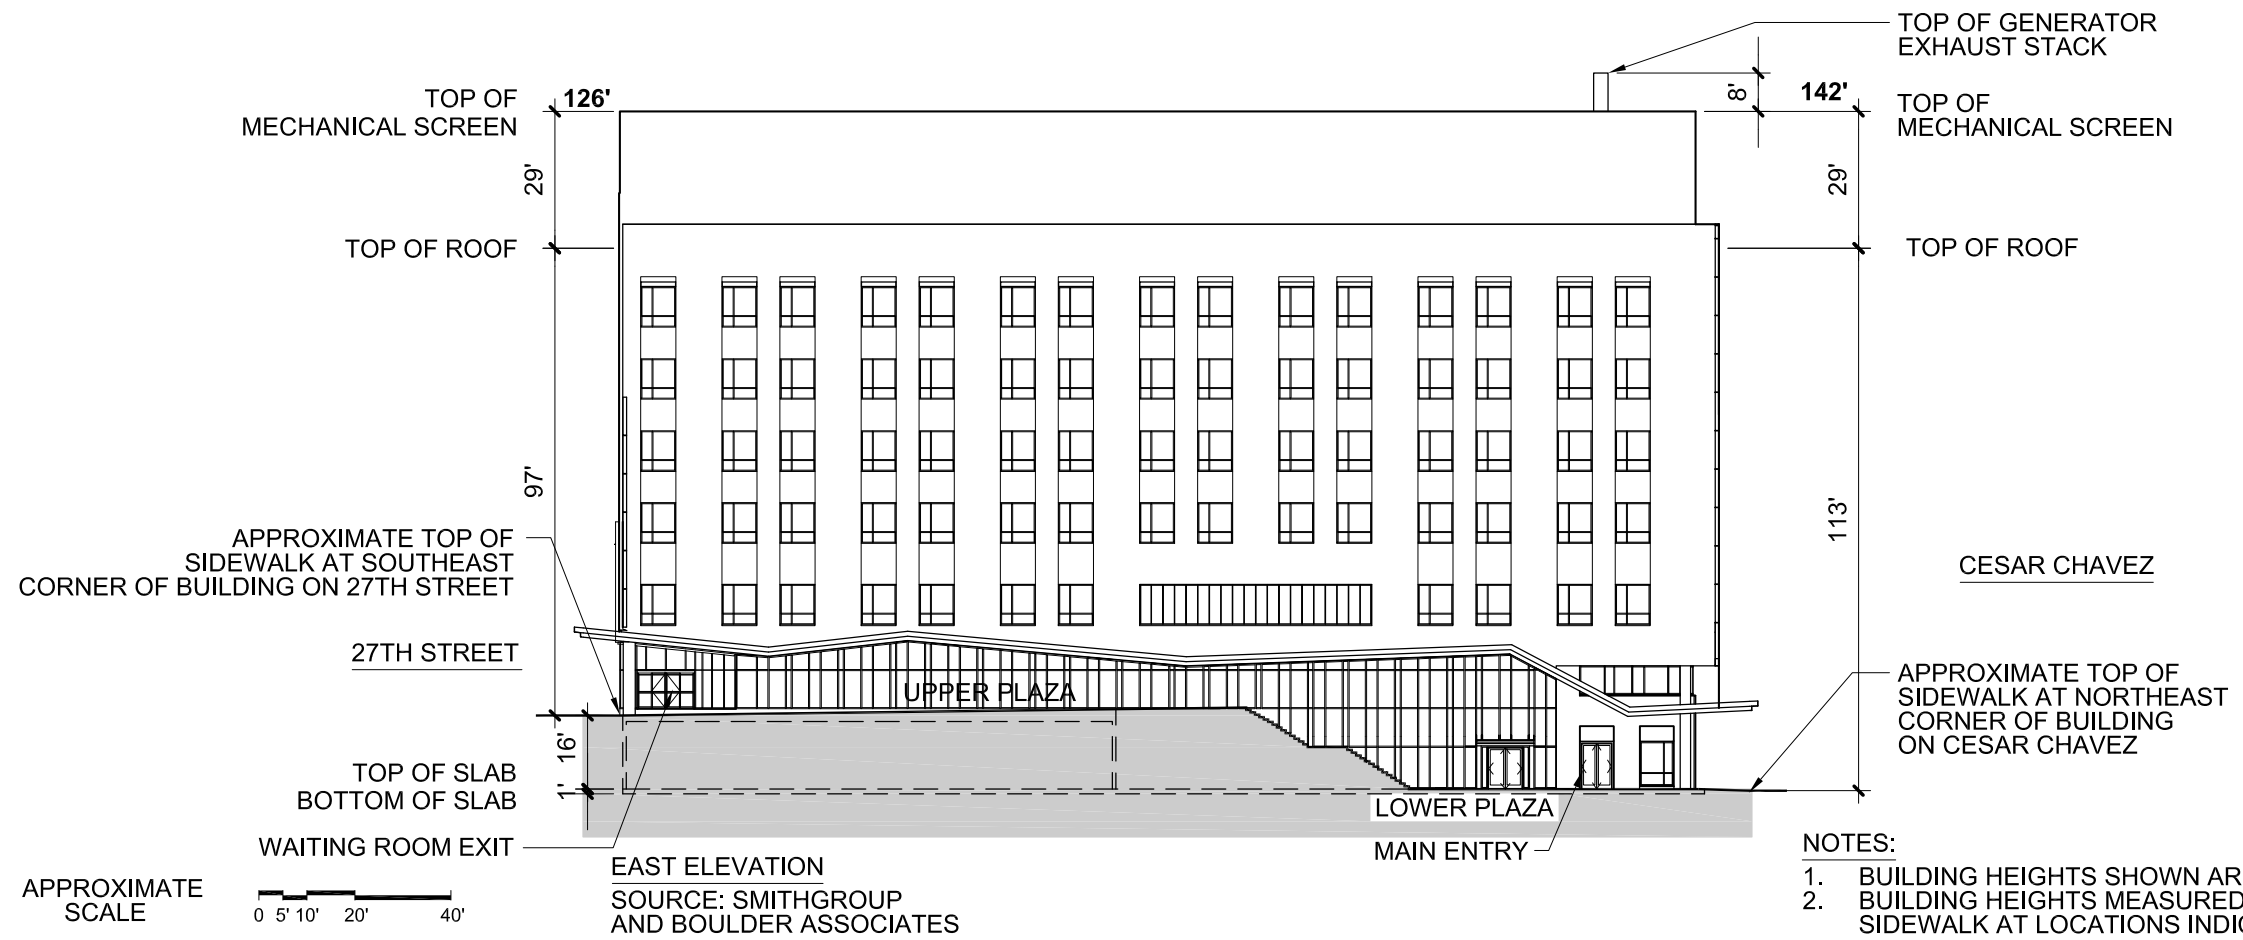 TOP OF GENERATOR
EXHAUST STACK
TOP OF
MECHANICAL SCREEN
126'
8'
142'
TOP OF
MECHANICAL SCREEN
29'
29'
TOP OF ROOF
TOP OF ROOF
97'
113'
APPROXIMATE TOP OF
SIDEWALK AT SOUTHEAST
CORNER OF BUILDING ON 27TH STREET
CESAR CHAVEZ
27TH STREET
UPPER PLAZA
APPROXIMATE TOP OF
SIDEWALK AT NORTHEAST
CORNER OF BUILDING
ON CESAR CHAVEZ
16'
TOP OF SLAB
BOTTOM OF SLAB
1'
LOWER PLAZA
WAITING ROOM EXIT
MAIN ENTRY
EAST ELEVATION
SOURCE: SMITHGROUP
AND BOULDER ASSOCIATES
APPROXIMATE
SCALE
0 5' 10' 20' 40'
NOTES:
1. BUILDING HEIGHTS SHOWN AR
2. BUILDING HEIGHTS MEASURED
SIDEWALK AT LOCATIONS INDIC